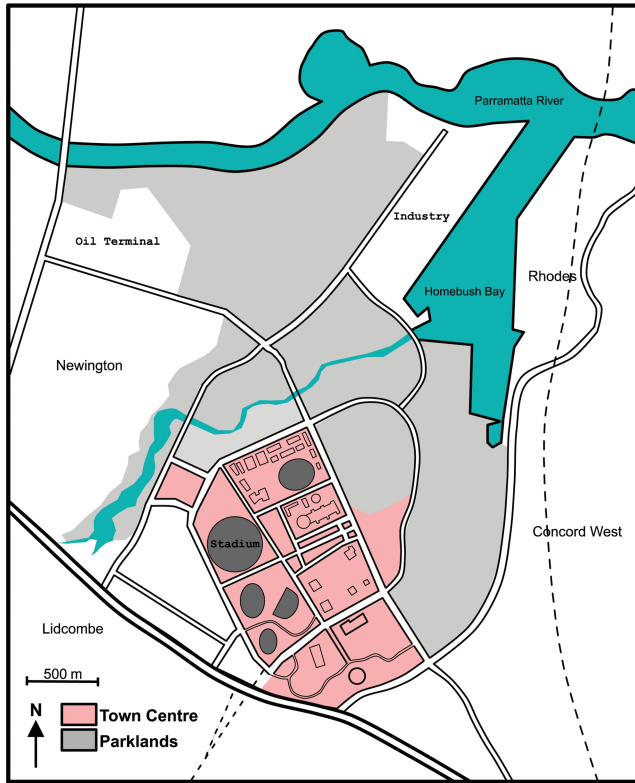 Parramatta River
Industry
Oil Terminal
Rhodes
Homebush Bay
Newington
Concord West
Stadium
Lidcombe
500 m
N
Town Centre
Parklands